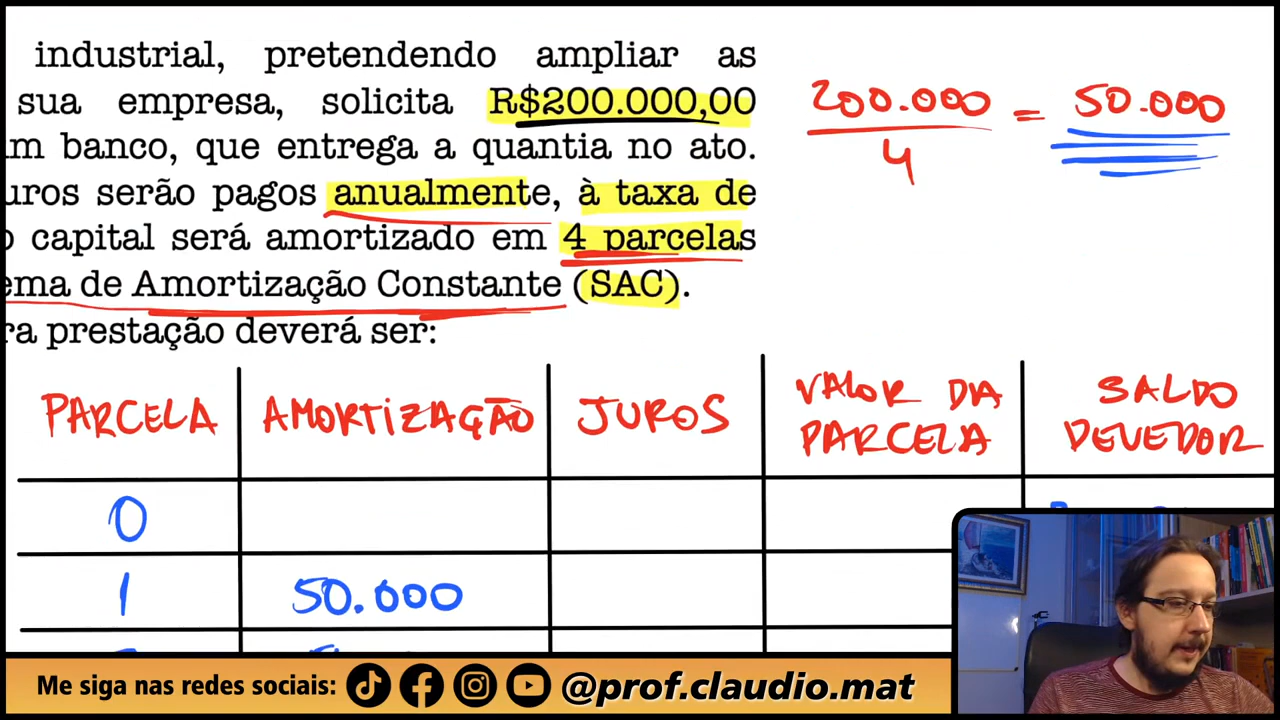 industrial, pretendendo ampliar as
sua empresa, solicita R$200.000,00
banco, que entrega a quantia no ato.
serão pagos anualmente, à taxa de
capital será amortizado em 4 parcelas
de Amortização Constante (SAC).
prestação deverá ser:
200.000 = 50.000
4
PARCELA AMORTIZAÇÃO JUROS VALOR DA PARCELA SALDO DEVEDOR
0
1 50.000
Me siga nas redes sociais: @prof.claudio.mat